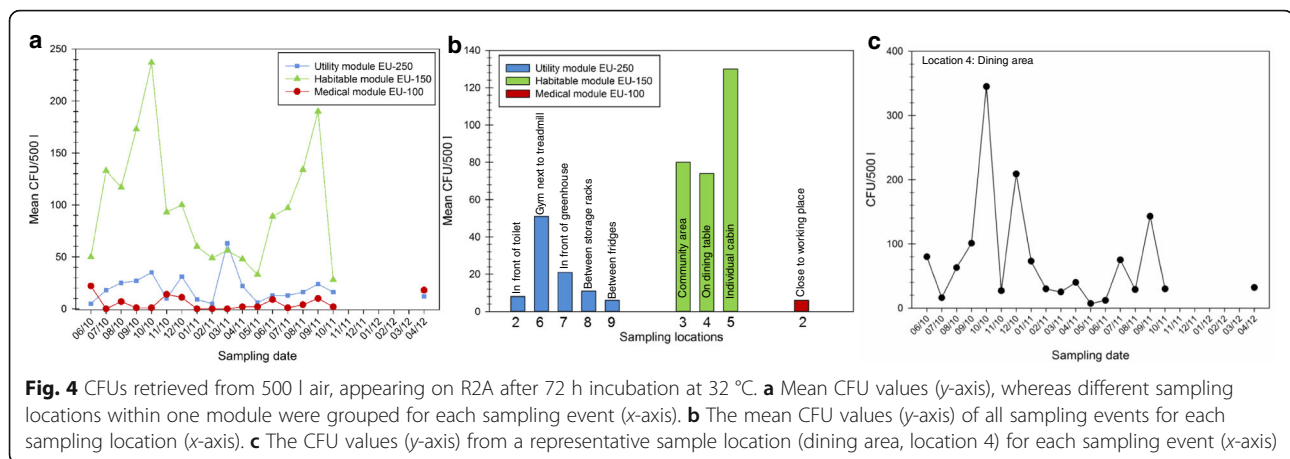 a
250
200
150
100
50
0
Mean CFU/500 l
Utility module EU-250
Habitable module EU-150
Medical module EU-100
06/10
07/10
08/10
09/10
10/10
11/10
12/10
01/11
02/11
03/11
04/11
05/11
06/11
07/11
08/11
09/11
10/11
11/11
12/11
01/12
02/12
03/12
04/12
Sampling date
b
140
120
100
80
60
40
20
0
Mean CFU/500 l
Utility module EU-250
Habitable module EU-150
Medical module EU-100
In front of toilet
Gym next to treadmill
In front of greenhouse
Between storage racks
Between fridges
Community area
On dining table
Individual cabin
Close to working place
2 6 7 8 9 3 4 5 2
Sampling locations
c
Location 4: Dining area
400
300
200
100
0
CFU/500 l
06/10
07/10
08/10
09/10
10/10
11/10
12/10
01/11
02/11
03/11
04/11
05/11
06/11
07/11
08/11
09/11
10/11
11/11
12/11
01/12
02/12
03/12
04/12
Sampling date
Fig. 4 CFUs retrieved from 500 l air, appearing on R2A after 72 h incubation at 32 °C. a Mean CFU values (y-axis), whereas different sampling
locations within one module were grouped for each sampling event (x-axis). b The mean CFU values (y-axis) of all sampling events for each
sampling location (x-axis). c The CFU values (y-axis) from a representative sample location (dining area, location 4) for each sampling event (x-axis)